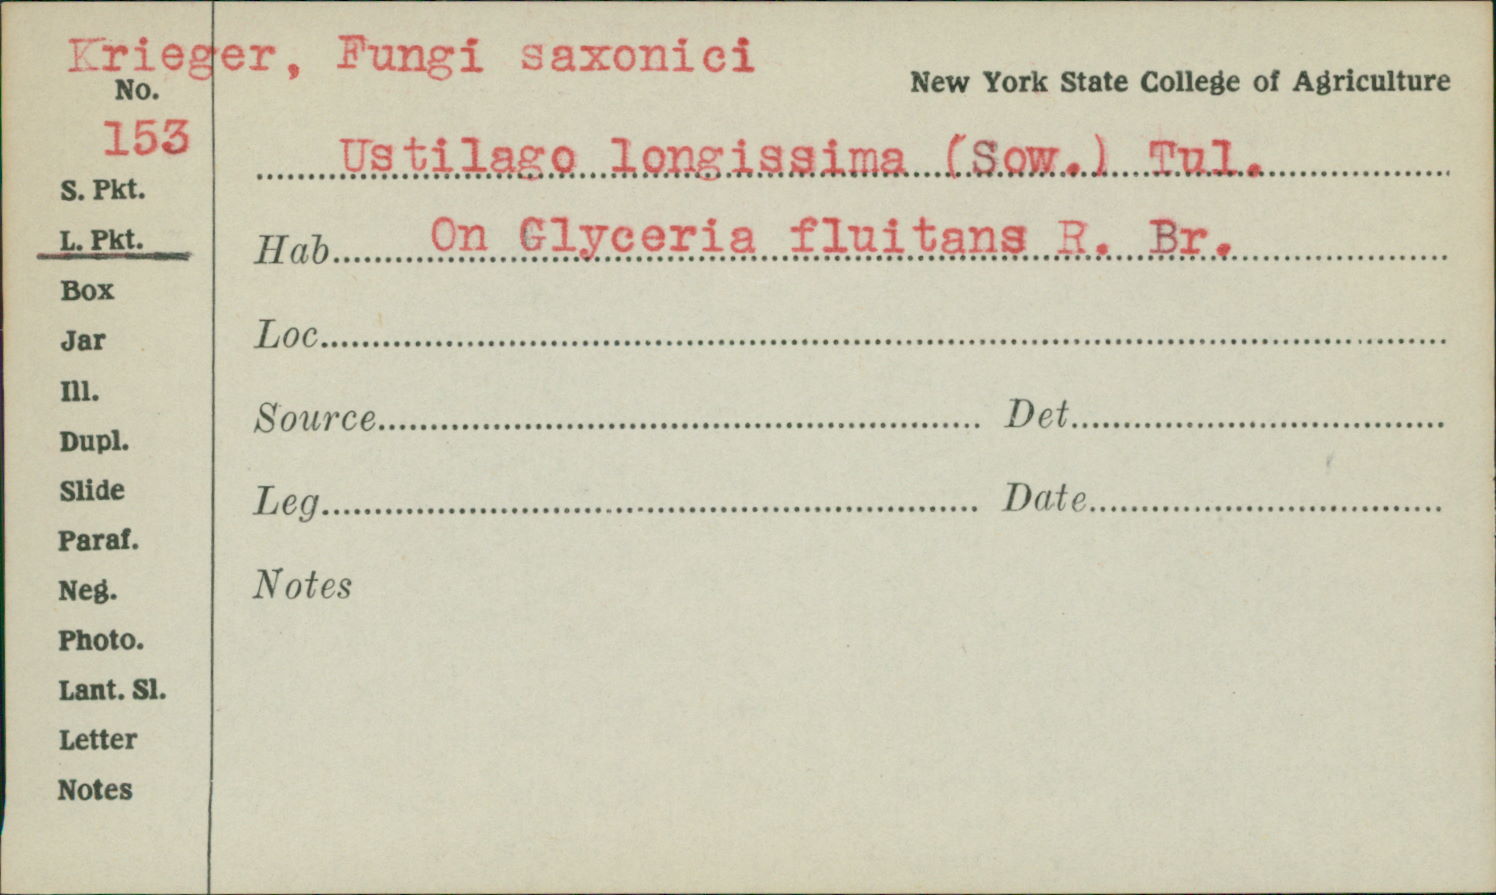 Krieger, Fungi saxonici
No.
New York State College of Agriculture
153
Ustilago longissima (Sow.) Tul.
S. Pkt.
L. Pkt.
Hab. On Glyceria fluitans R. Br.
Box
Jar
Loc.
Ill.
Dupl.
Source Det.
Slide
Leg. Date
Paraf.
Neg.
Notes
Photo.
Lant. Sl.
Letter
Notes